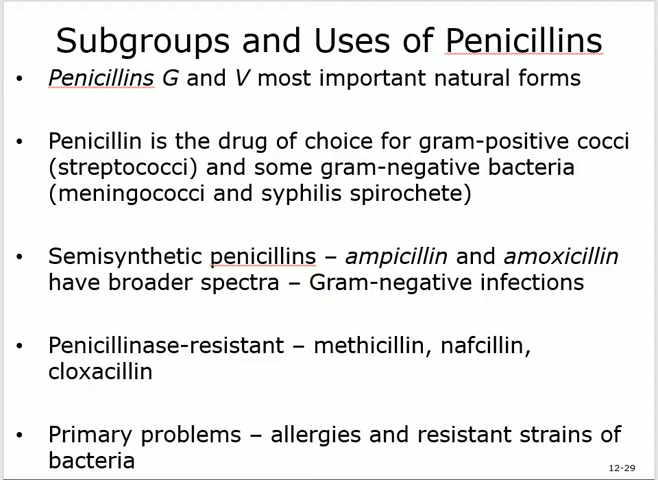 Subgroups and Uses of Penicillins
• Penicillins G and V most important natural forms
• Penicillin is the drug of choice for gram-positive cocci
(streptococci) and some gram-negative bacteria
(meningococci and syphilis spirochete)
• Semisynthetic penicillins – ampicillin and amoxicillin
have broader spectra – Gram-negative infections
• Penicillinase-resistant – methicillin, nafcillin,
cloxacillin
• Primary problems – allergies and resistant strains of
bacteria
12-29